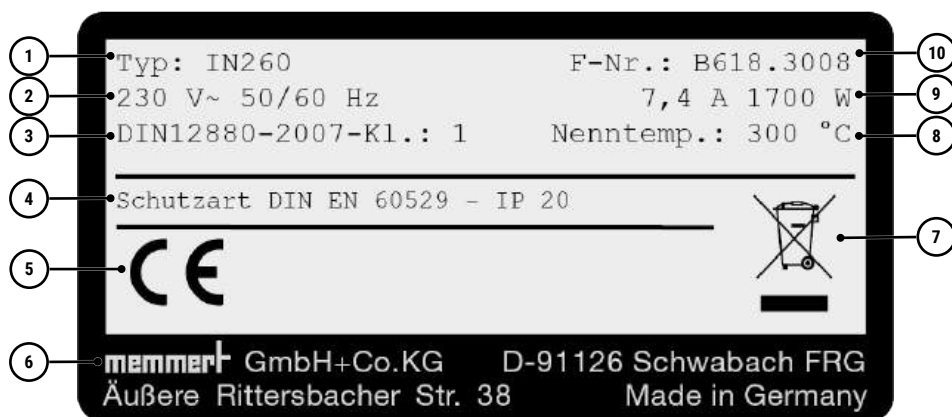 1 Typ: IN260 F-Nr.: B618.3008 10
2 230 V~ 50/60 Hz 7,4 A 1700 W 9
3 DIN12880-2007-Kl.: 1 Nenntemp.: 300 °C 8
4 Schutzart DIN EN 60529 - IP 20
7
5 CE
6 memmert GmbH+Co.KG D-91126 Schwabach FRG
Äußere Rittersbacher Str. 38 Made in Germany